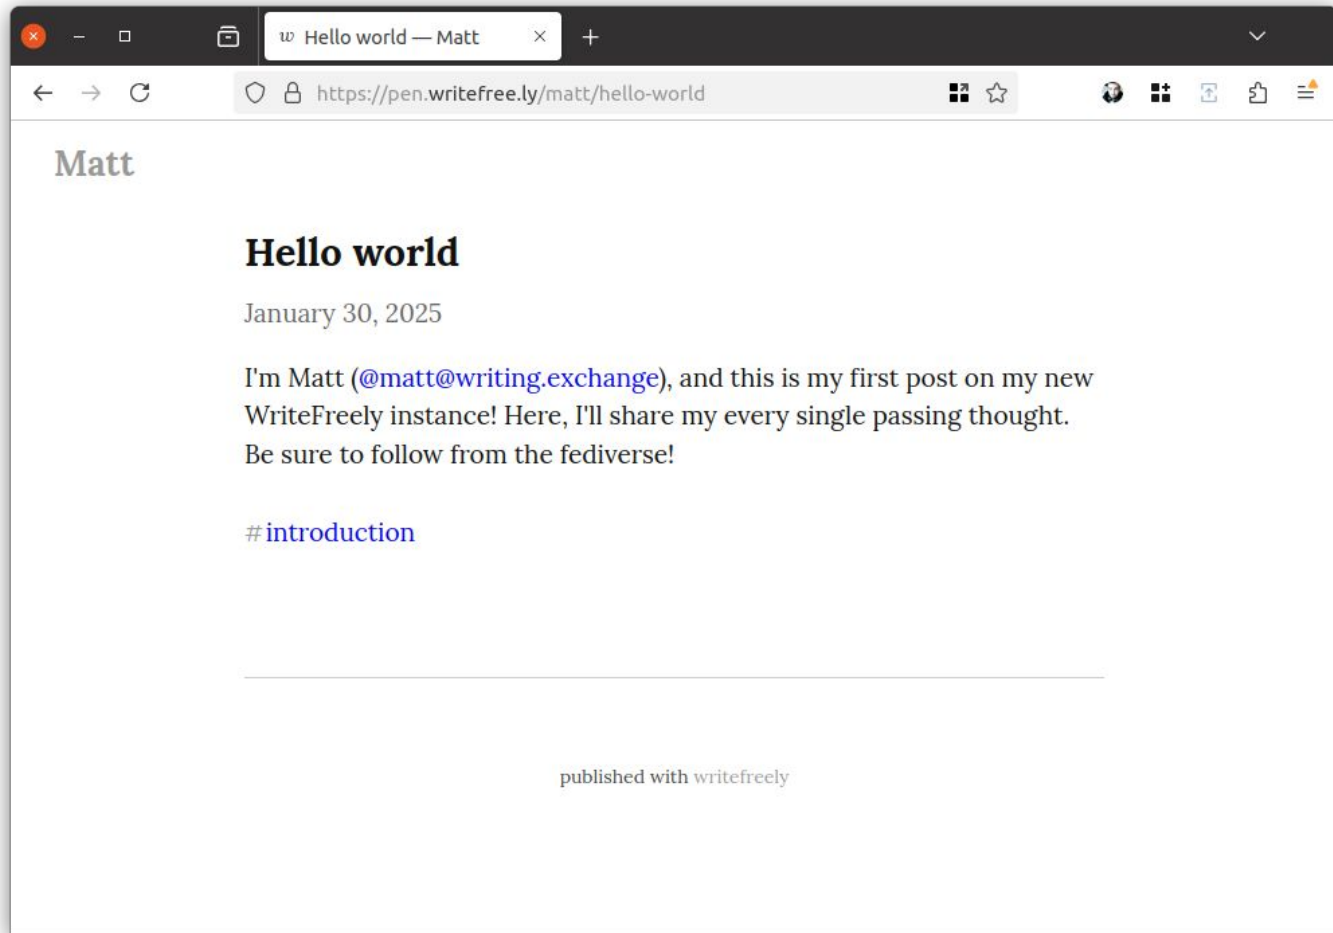 w Hello world — Matt
https://pen.writefree.ly/matt/hello-world
Matt
Hello world
January 30, 2025
I'm Matt (@matt@writing.exchange), and this is my first post on my new
WriteFreely instance! Here, I'll share my every single passing thought.
Be sure to follow from the fediverse!
#introduction
published with writefreely